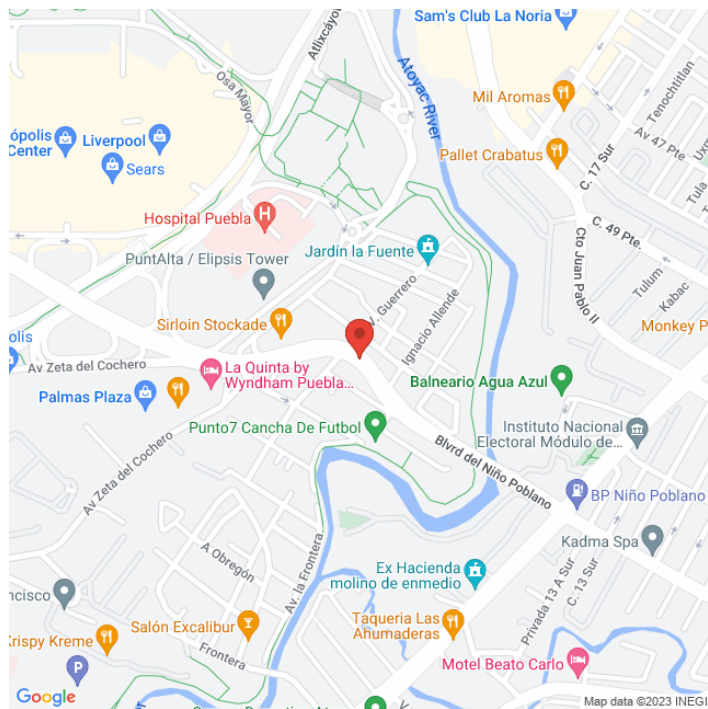 Sam's Club La Noria
Atlixcáyotl
Osa Mayor
Atoyac River
Mil Aromas
Tenochtitlan
Av 47 Pte
Uxm
ópolis
Center
Liverpool
Sears
Pallet Crabatus
C. 17 Sur
Tula
Hospital Puebla
C. 49 Pte.
Cto Juan Pablo II
Jardín la Fuente
PuntAlta / Elipsis Tower
Tulum
Kabac
V. Guerrero
Ignacio Allende
Sirloin Stockade
Monkey P
olis
Av Zeta del Cochero
La Quinta by
Wyndham Puebla...
Balneario Agua Azul
Palmas Plaza
Punto7 Cancha De Futbol
Instituto Nacional
Electoral Módulo de...
Blvrd del Niño Poblano
Av Zeta del Cochero
BP Niño Poblano
Kadma Spa
A Obregón
Av. la Frontera
Ex Hacienda
molino de enmedio
Privada 13 A Sur
C. 13 Sur
ncisco
Salón Excalibur
Taqueria Las
Ahumaderas
Krispy Kreme
Frontera
Motel Beato Carlo
P
Google
Map data ©2023 INEGI